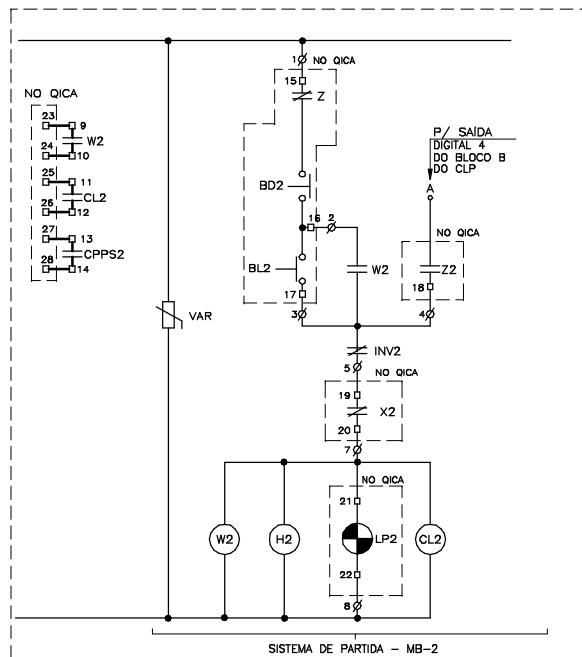 1 NO QICA
15
Z
NO QICA
23
9
W2
24
10
25
11
CL2
26
12
27
13
CPPS2
28
14
P/ SAÍDA
DIGITAL 4
DO BLOCO B
DO CLP
A
BD2
16
2
NO QICA
BL2
W2
Z2
17
18
3
4
VAR
INV2
5
NO QICA
19
X2
20
7
NO QICA
21
W2
H2
LP2
CL2
22
8
SISTEMA DE PARTIDA – MB-2